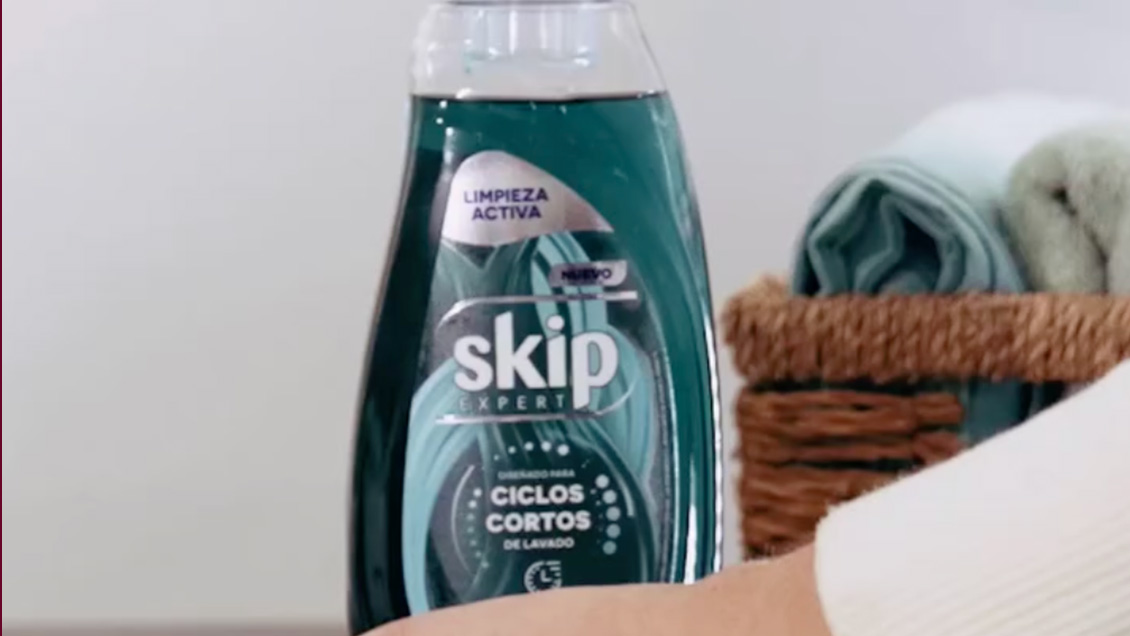 LIMPIEZA
ACTIVA
NUEVO
skip
EXPERT
DISEÑADO PARA
CICLOS
CORTOS
DE LAVADO